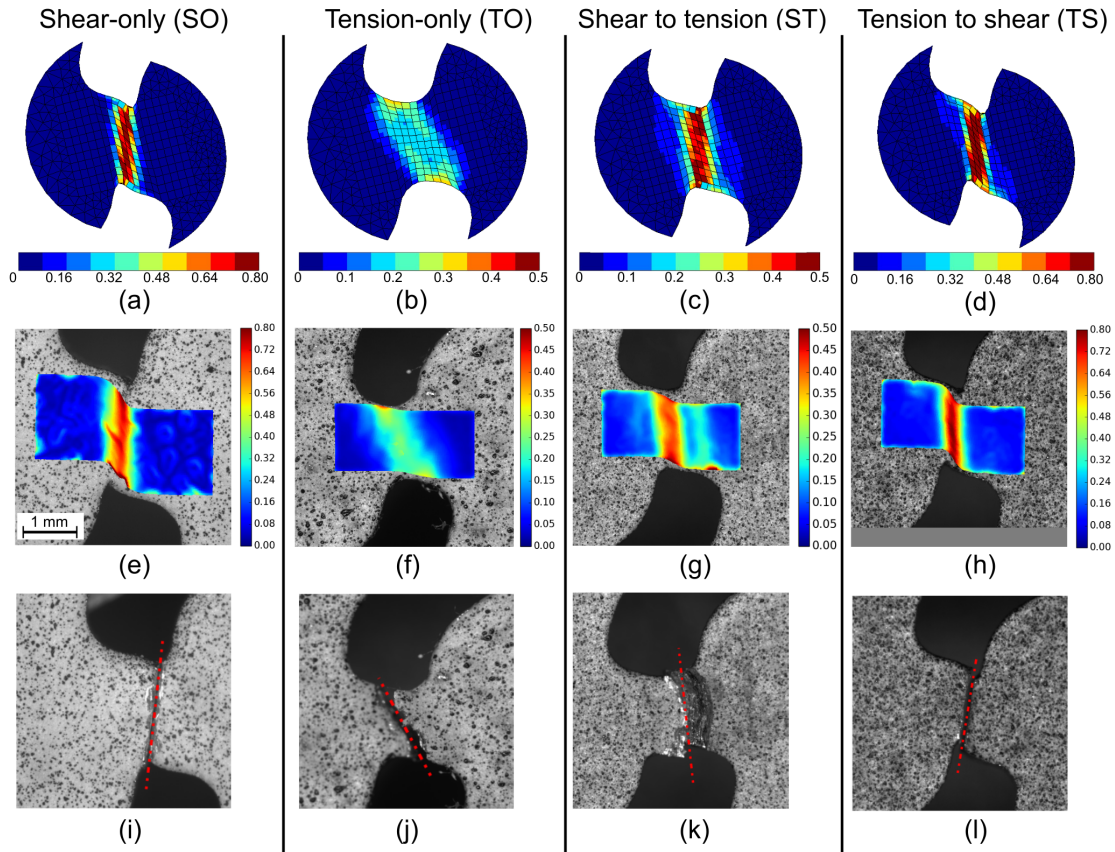 Shear-only (SO) Tension-only (TO) Shear to tension (ST) Tension to shear (TS)
0 0.16 0.32 0.48 0.64 0.80 0 0.1 0.2 0.3 0.4 0.5 0 0.1 0.2 0.3 0.4 0.5 0 0.16 0.32 0.48 0.64 0.80
(a) (b) (c) (d)
0.80 0.50 0.50 0.80
0.72 0.45 0.45 0.72
0.64 0.40 0.40 0.64
0.56 0.35 0.35 0.56
0.48 0.30 0.30 0.48
0.40 0.25 0.25 0.40
0.32 0.20 0.20 0.32
0.24 0.15 0.15 0.24
0.16 0.10 0.10 0.16
0.08 0.05 0.05 0.08
0.00 0.00 0.00 0.00
1 mm
(e) (f) (g) (h)
(i) (j) (k) (l)